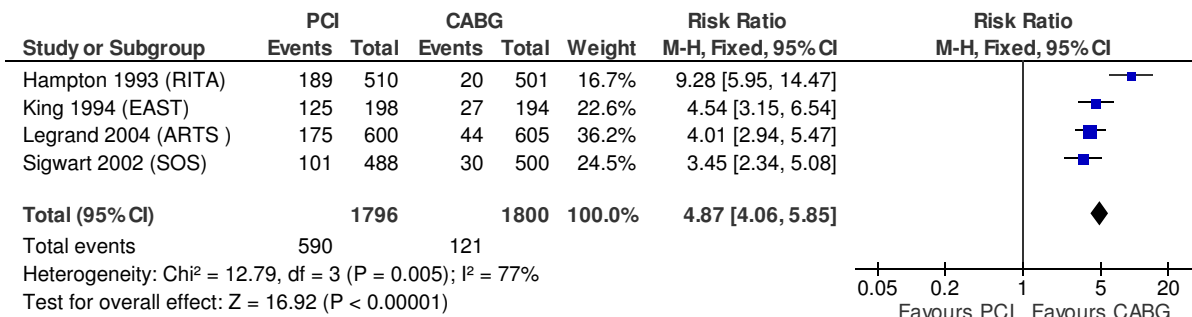 PCI CABG Risk Ratio Risk Ratio
Study or Subgroup Events Total Events Total Weight M-H, Fixed, 95% CI M-H, Fixed, 95% CI
Hampton 1993 (RITA) 189 510 20 501 16.7% 9.28 [5.95, 14.47]
King 1994 (EAST) 125 198 27 194 22.6% 4.54 [3.15, 6.54]
Legrand 2004 (ARTS ) 175 600 44 605 36.2% 4.01 [2.94, 5.47]
Sigwart 2002 (SOS) 101 488 30 500 24.5% 3.45 [2.34, 5.08]
Total (95% CI) 1796 1800 100.0% 4.87 [4.06, 5.85]
Total events 590 121
Heterogeneity: Chi² = 12.79, df = 3 (P = 0.005); I² = 77%
Test for overall effect: Z = 16.92 (P < 0.00001)
0.05 0.2 1 5 20
Favours PCI Favours CABG